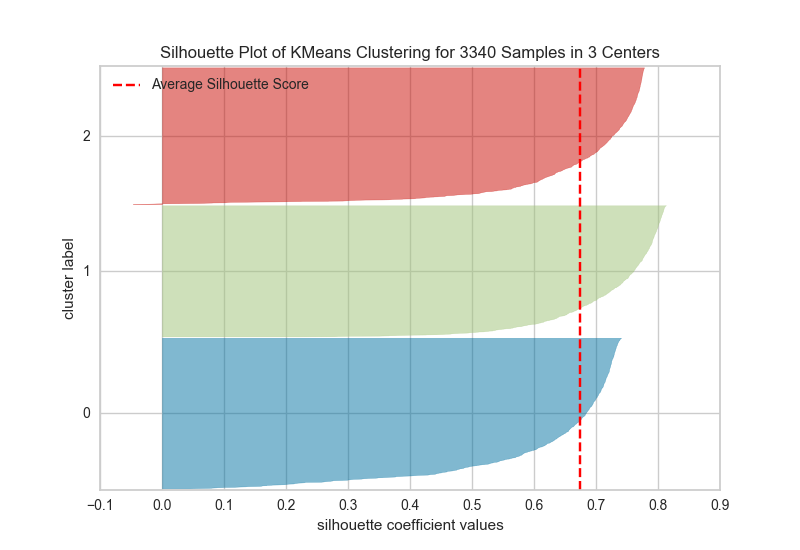 Silhouette Plot of KMeans Clustering for 3340 Samples in 3 Centers
Average Silhouette Score
2
1
0
cluster label
−0.1 0.0 0.1 0.2 0.3 0.4 0.5 0.6 0.7 0.8 0.9
silhouette coefficient values